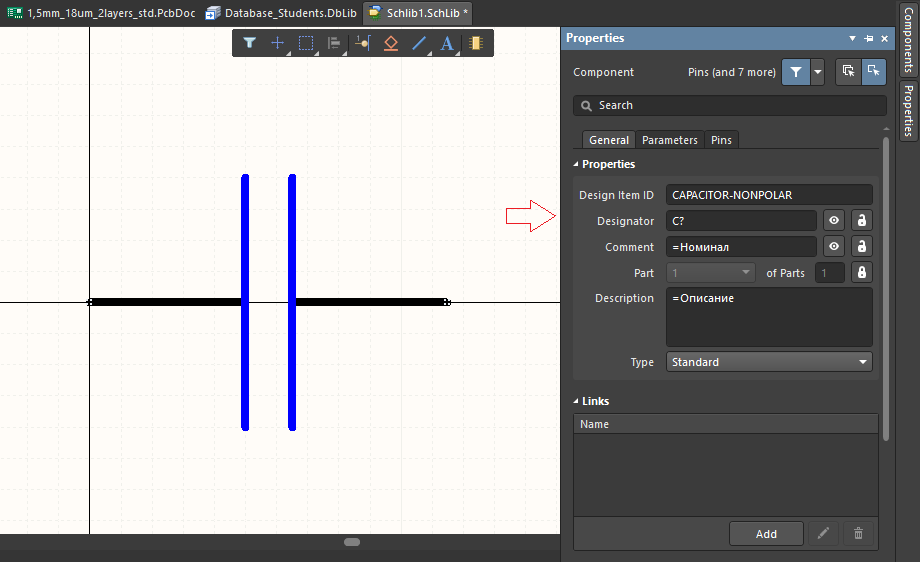 1,5mm_18um_2layers_std.PcbDoc Database_Students.DbLib Schlib1.SchLib *
Properties
Component Pins (and 7 more)
Search
General Parameters Pins
Properties
Design Item ID CAPACITOR-NONPOLAR
Designator C?
Comment =Номинал
Part 1 of Parts 1
Description =Описание
Type Standard
Links
Name
Add
Components
Properties